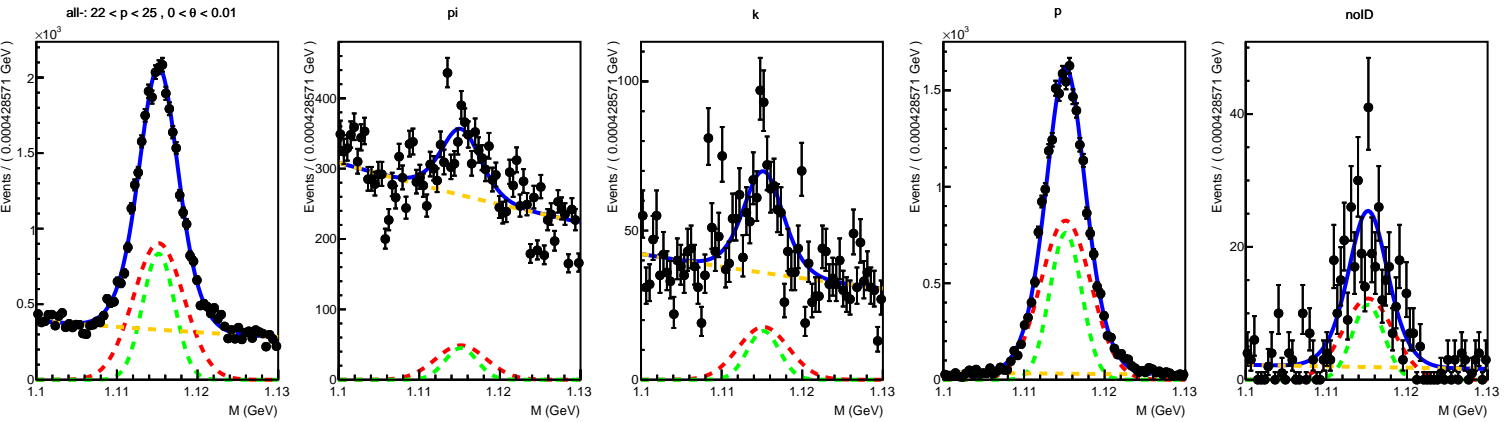 all-: 22 < p < 25 , 0 < θ < 0.01
×10³
Events / ( 0.000428571 GeV )
2
1.5
1
0.5
0
1.1
1.11
1.12
1.13
M (GeV)
pi
Events / ( 0.000428571 GeV )
400
300
200
100
0
1.1
1.11
1.12
1.13
M (GeV)
k
Events / ( 0.000428571 GeV )
100
50
0
1.1
1.11
1.12
1.13
M (GeV)
p
×10³
Events / ( 0.000428571 GeV )
1.5
1
0.5
0
1.1
1.11
1.12
1.13
M (GeV)
noID
Events / ( 0.000428571 GeV )
40
20
0
1.1
1.11
1.12
1.13
M (GeV)